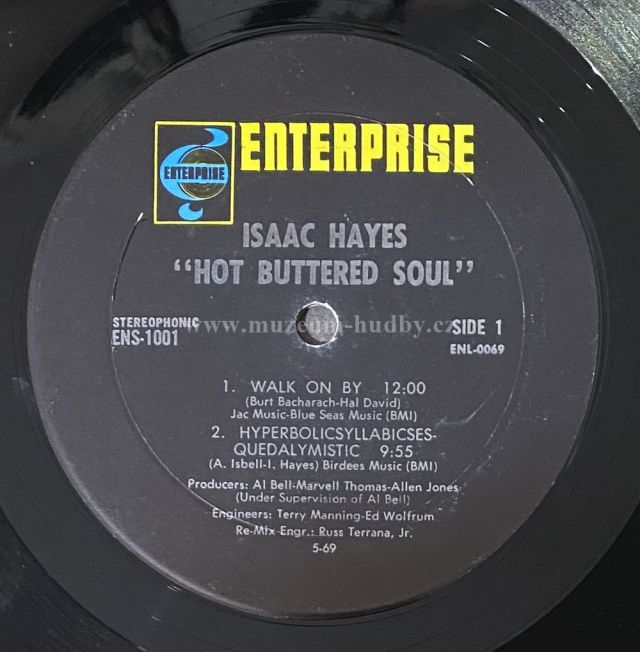 ENTERPRISE
ENTERPRISE
ISAAC HAYES
"HOT BUTTERED SOUL"
STEREOPHONIC
ENS-1001
www.muzeum-hudby.cz
SIDE 1
ENL-0069
1. WALK ON BY 12:00
(Burt Bacharach-Hal David)
Jac Music-Blue Seas Music (BMI)
2. HYPERBOLICSYLLABICSES-
QUEDALYMISTIC 9:55
(A. Isbell-I. Hayes) Birdees Music (BMI)
Producers: Al Bell-Marvell Thomas-Allen Jones
(Under Supervision of Al Bell)
Engineers: Terry Manning-Ed Wolfrum
Re-Mix Engr.: Russ Terrana, Jr.
5-69